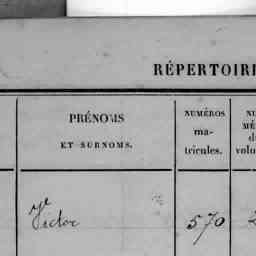 RÉPERTOIRE
PRÉNOMS
ET SURNOMS.
NUMÉROS
ma-
tricules.
Victor
570